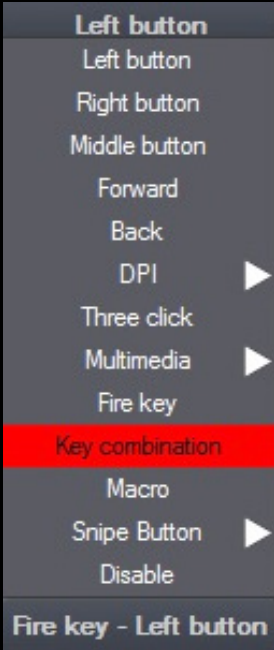 Left button
Left button
Right button
Middle button
Forward
Back
DPI
Three click
Multimedia
Fire key
Key combination
Macro
Snipe Button
Disable
Fire key - Left button